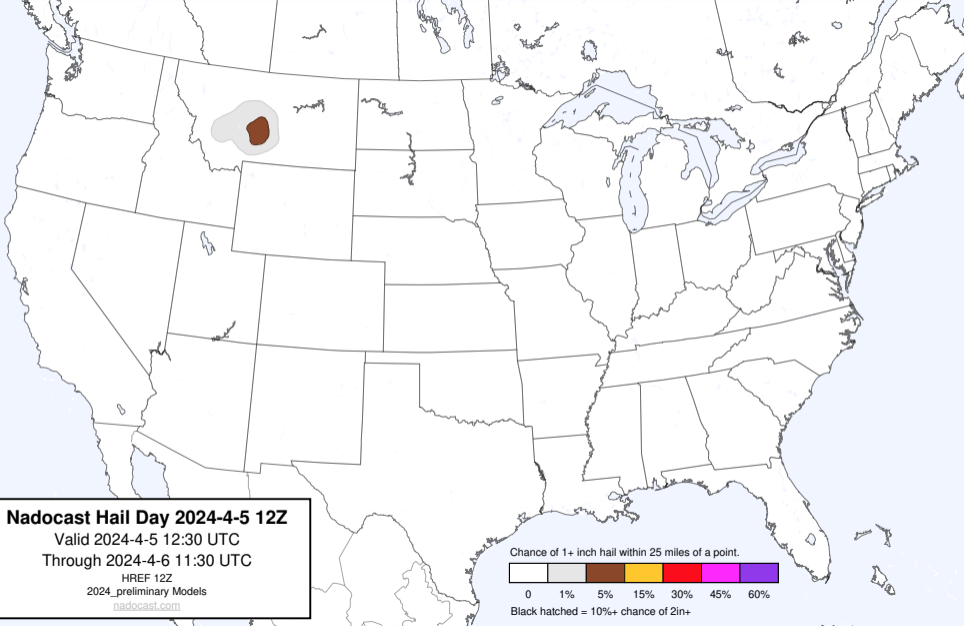 Nadocast Hail Day 2024-4-5 12Z
Valid 2024-4-5 12:30 UTC
Through 2024-4-6 11:30 UTC
HREF 12Z
2024_preliminary Models
nadocast.com
Chance of 1+ inch hail within 25 miles of a point.
0 1% 5% 15% 30% 45% 60%
Black hatched = 10%+ chance of 2in+